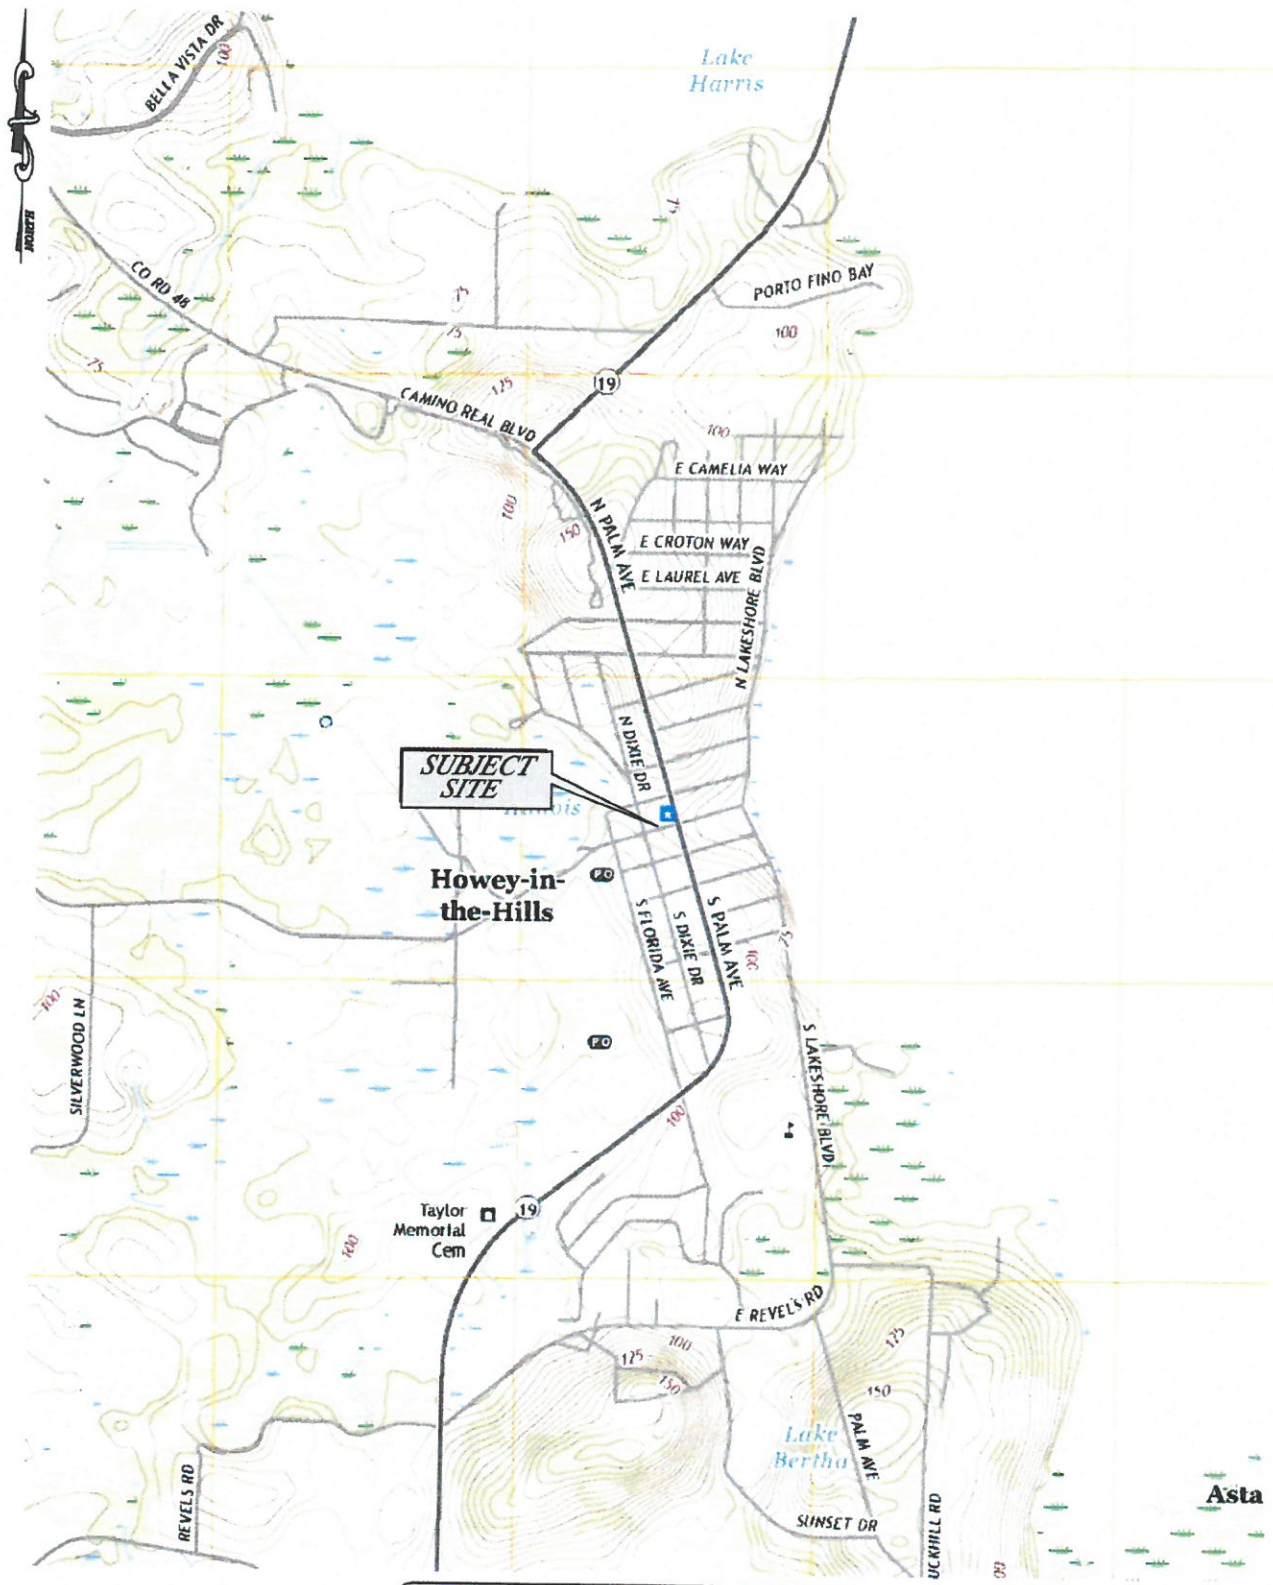 BELLA VISTA DR
100
Lake
Harris
NORTH
75
CO RD 48
PORTO FINO BAY
75
75
100
75
125
19
CAMINO REAL BLVD
100
E CAMELIA WAY
100
150
N PALM AVE
E CROTON WAY
E LAUREL AVE
N LAKESHORE BLVD
N DIXIE DR
SUBJECT
SITE
Howey-in-
the-Hills
PO
S FLORIDA AVE
S DIXIE DR
S PALM AVE
100
75
100
SILVERWOOD LN
PO
S LAKESHORE BLVD
100
Taylor
Memorial
Cem
19
100
E REVELS RD
100
125
150
125
150
Lake
Bertha
PALM AVE
REVELS RD
SUNSET DR
UCKHILL RD
Asta